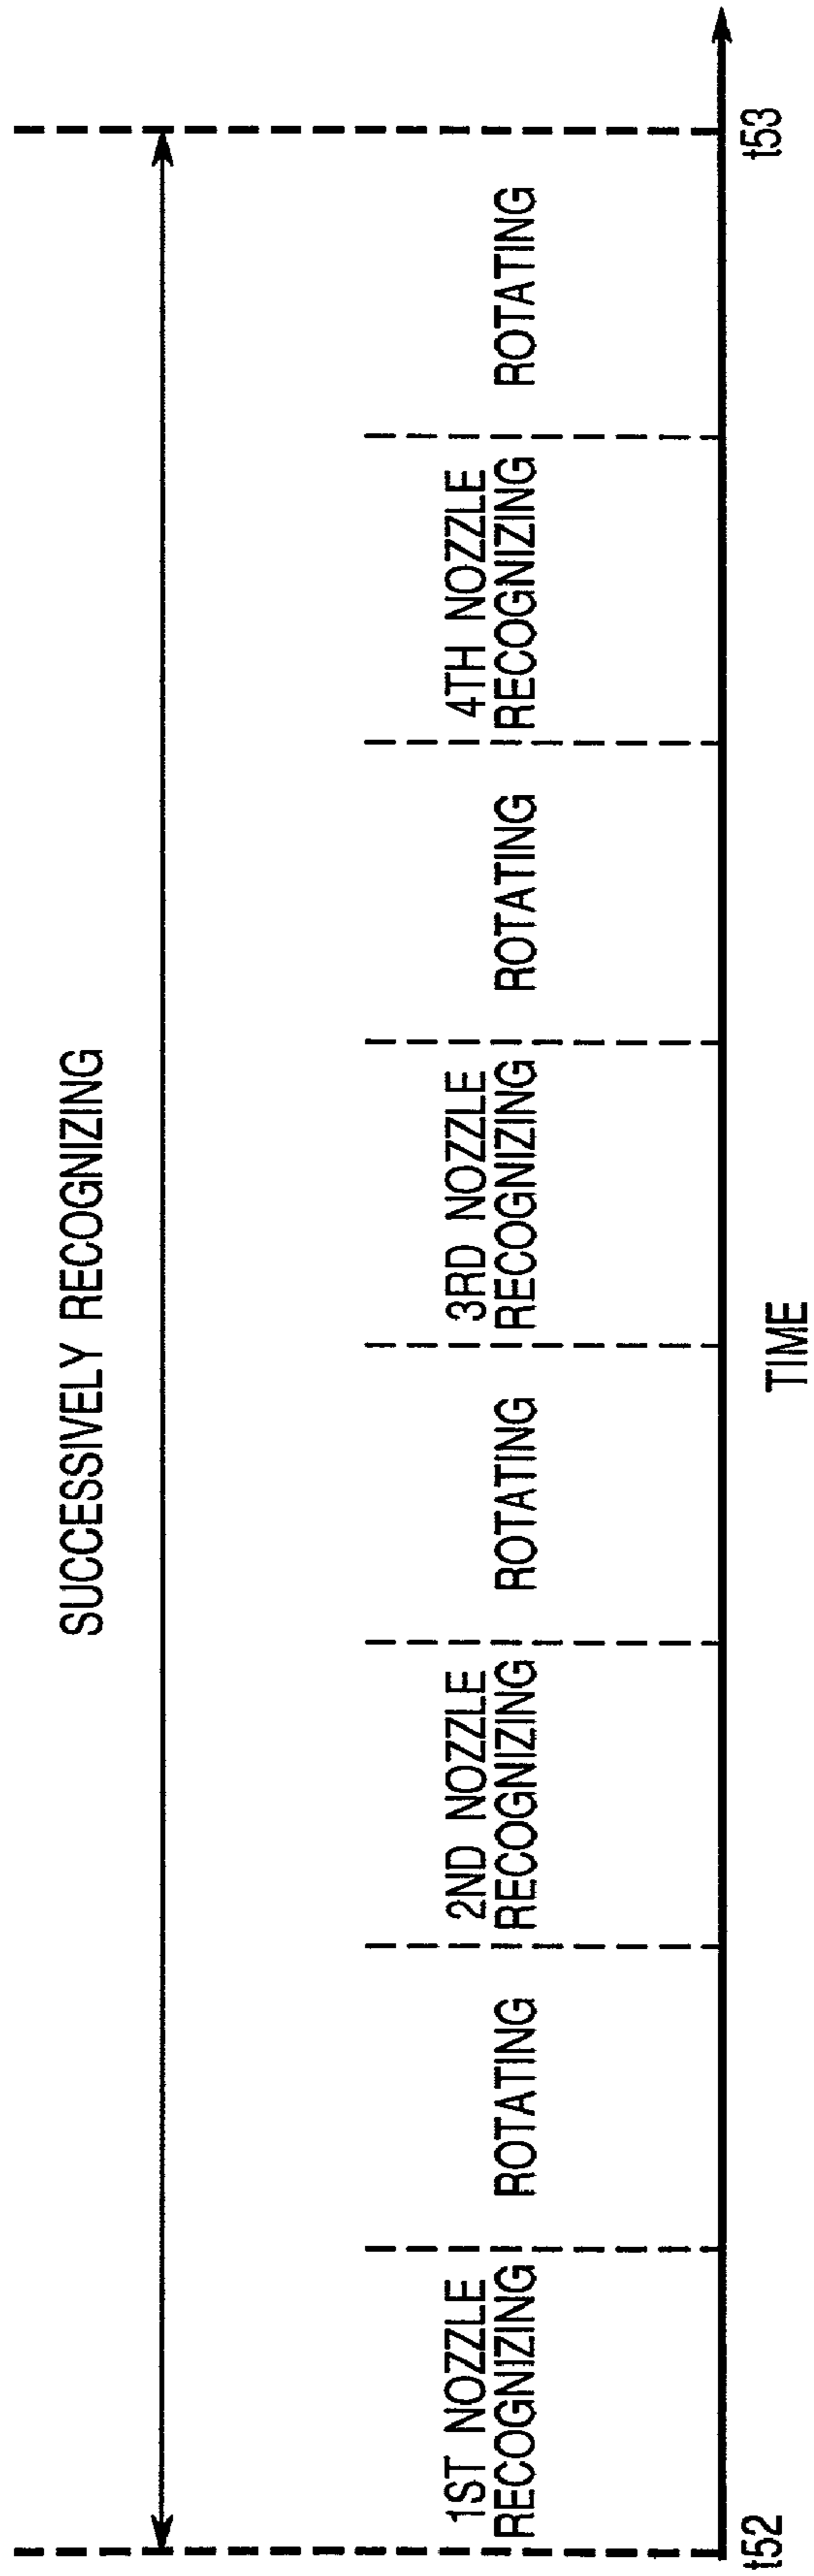 SUCCESSIVELY RECOGNIZING
1ST NOZZLE
RECOGNIZING
ROTATING
2ND NOZZLE
RECOGNIZING
ROTATING
3RD NOZZLE
RECOGNIZING
ROTATING
4TH NOZZLE
RECOGNIZING
ROTATING
t52
TIME
t53